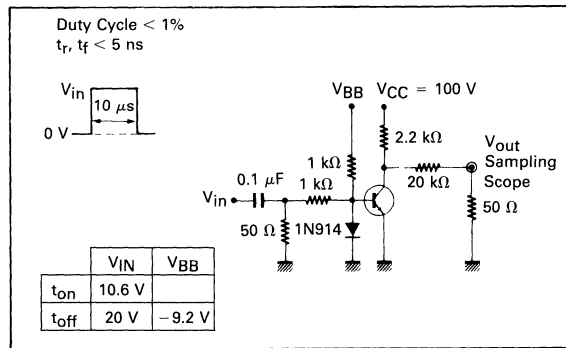 Duty Cycle < 1%
tr, tf < 5 ns
Vin
10 μs
0 V
VBB
VCC = 100 V
2.2 kΩ
Vout
Sampling
Scope
1 kΩ
20 kΩ
0.1 μF
1 kΩ
Vin
50 Ω
50 Ω
1N914
VIN VBB
ton 10.6 V
toff 20 V −9.2 V